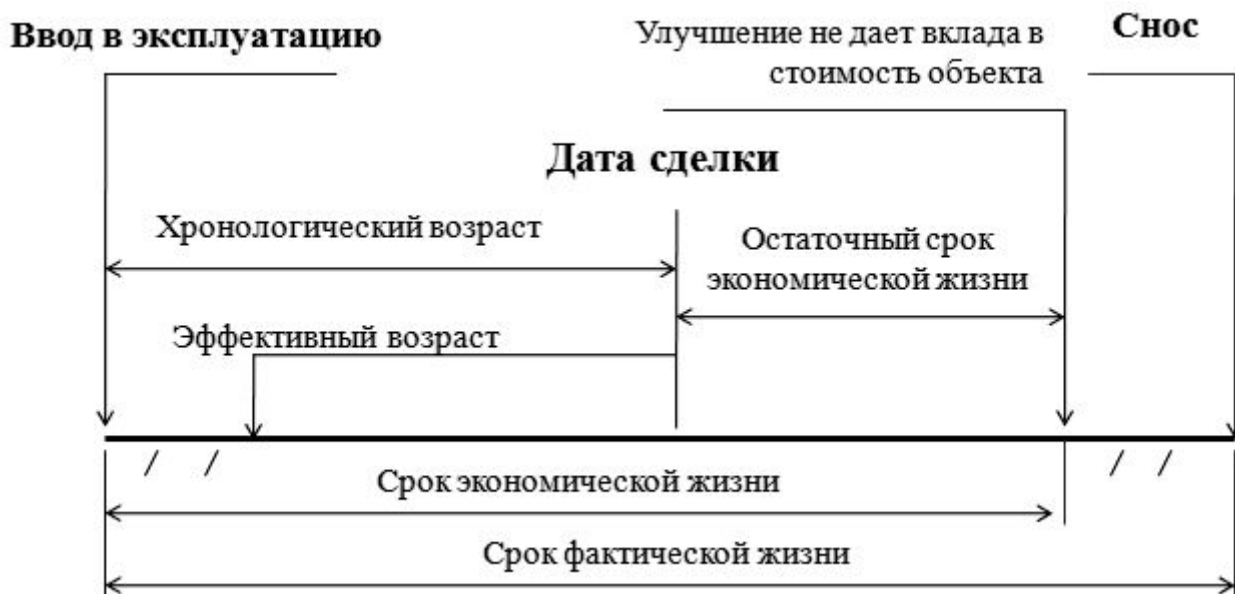 Ввод в эксплуатацию
Улучшение не дает вклада в
стоимость объекта
Снос
Дата сделки
Хронологический возраст
Остаточный срок
экономической жизни
Эффективный возраст
Срок экономической жизни
Срок фактической жизни